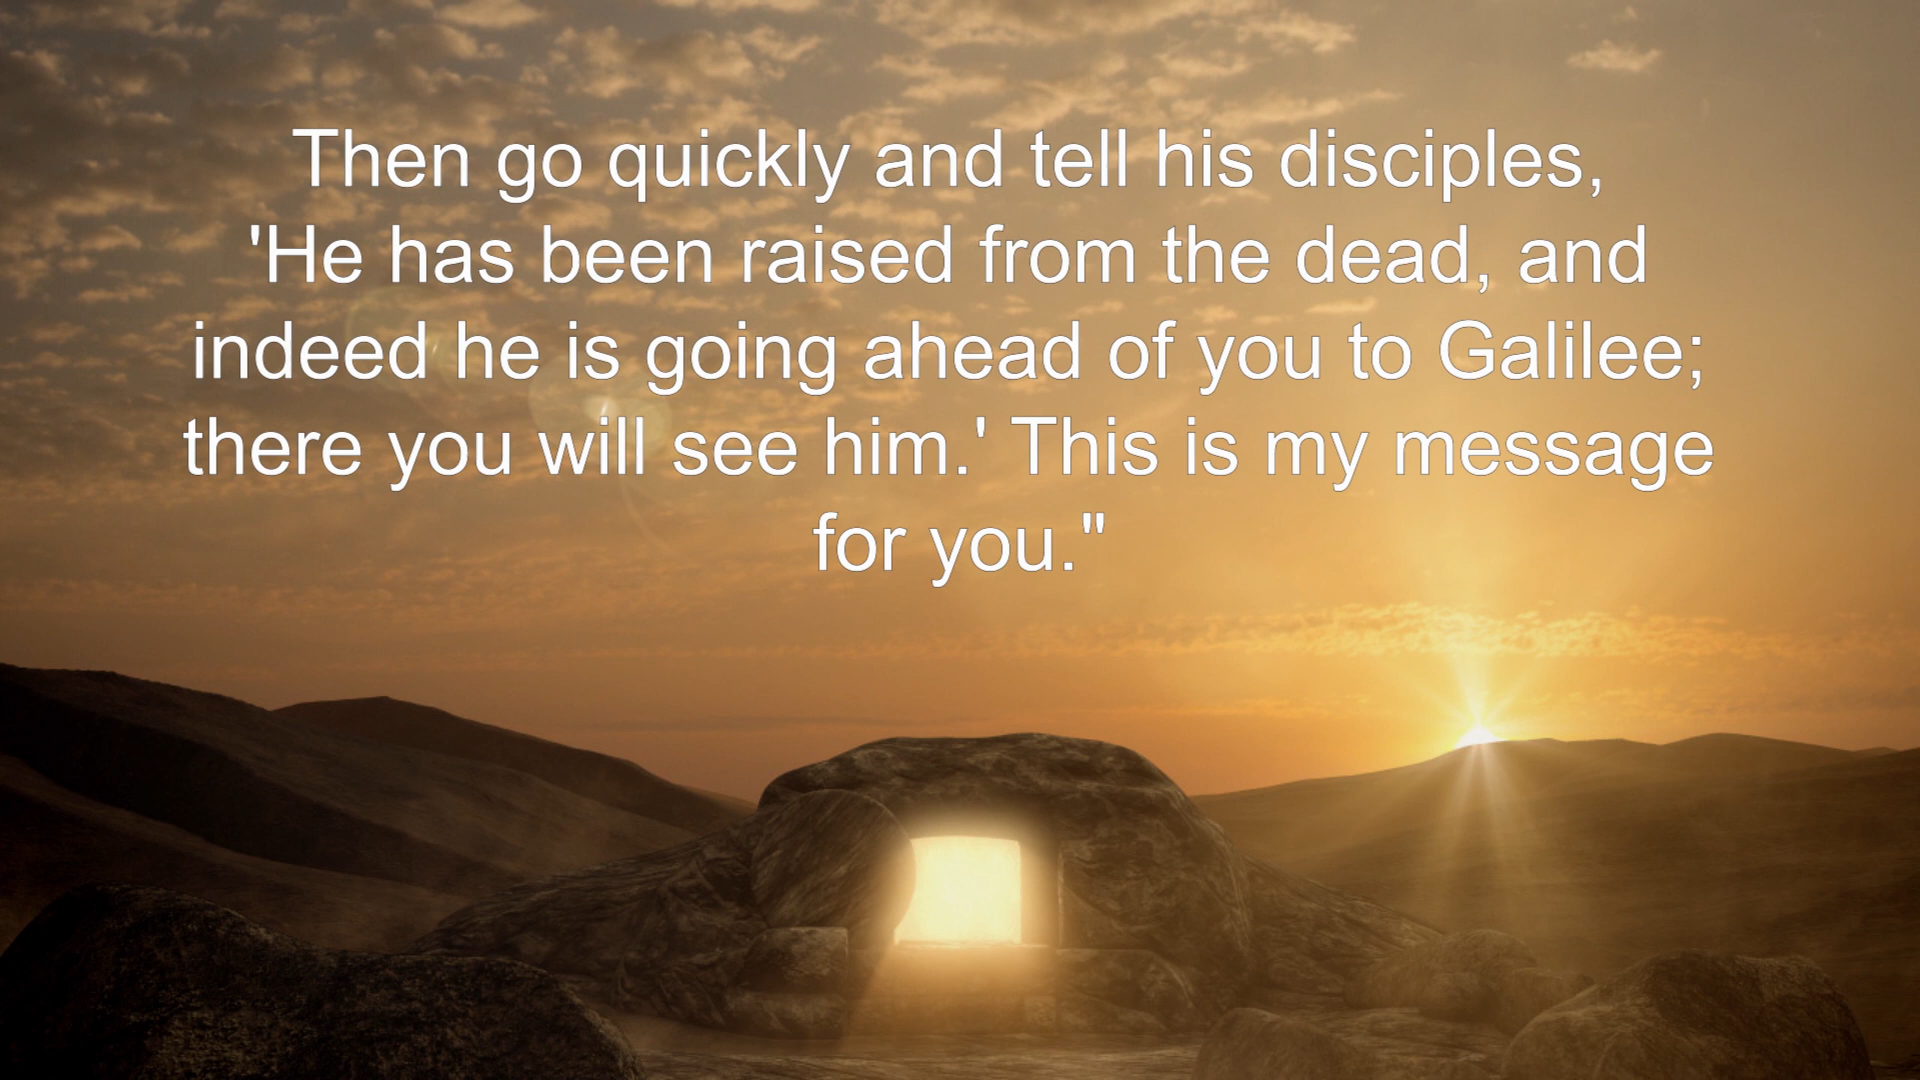 Then go quickly and tell his disciples,
'He has been raised from the dead, and
indeed he is going ahead of you to Galilee;
there you will see him.' This is my message
for you."